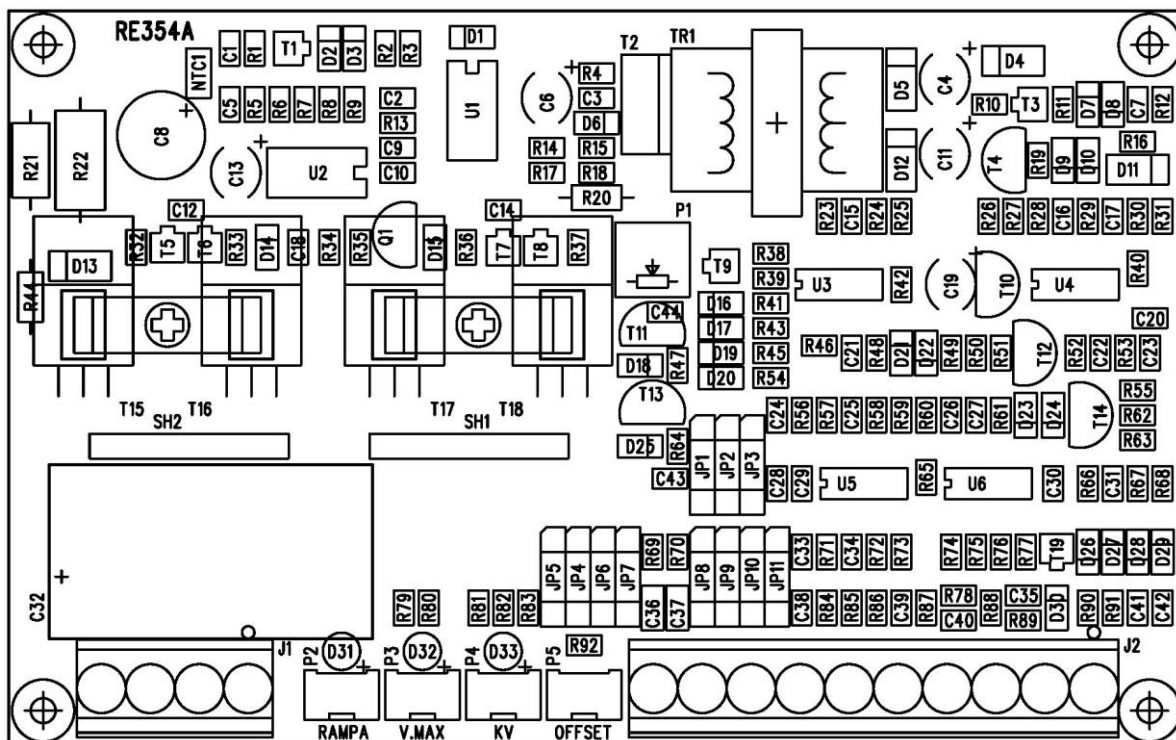 RE354A
C1 R1 T1 D2 D3 R2 R3 D1 T2 TR1 D4
NTC1 R4 D5 C4
C5 R5 R6 R7 R8 R9 C2 U1 C6 C3 R10 T3 R11 D7 D8 C7 R12
C8 R13 D6
R21 R22 C13 U2 C9 R14 R15 D12 C11 T4 R19 D9 D10 R16
C10 R17 R18 D11
R20
C12 C14 P1 R23 C15 R24 R25 R26 R27 R28 C16 R29 C17 R30 R31
R32 T5 T6 R33 D14 C18 R34 R35 Q1 D15 R36 T7 T8 R37 R38
R44 D13 T9 R39 U3 R42 C19 T10 U4 R40
C44 D16 R41
T11 D17 R43 C20
R46 C21 R48 D21 D22 R49 R50 R51 T12 R52 C22 R53 C23
D18 R47 D19 R45
D20 R54
T15 T16 T17 T18 T13 C24 R56 R57 C25 R58 R59 R60 C26 C27 R61 D23 D24 T14 R55
SH2 SH1 R62
D25 R64 JP1 JP2 JP3 R63
C43 C28 C29 U5 R65 U6 C30 R66 C31 R67 R68
JP5 JP4 JP6 JP7 R69 R70 JP8 JP9 JP10 JP11 C33 R71 C34 R72 R73 R74 R75 R76 R77 T19 D26 D27 D28 D29
C32 R79 R80 R81 R82 R83 C36 C37 C38 R84 R85 R86 C39 R87 R78 R88 C35 D30 R90 R91 C41 C42
C40 R89
J1 P2 D31 P3 D32 P4 D33 P5 R92 J2
RAMPA V.MAX KV OFFSET